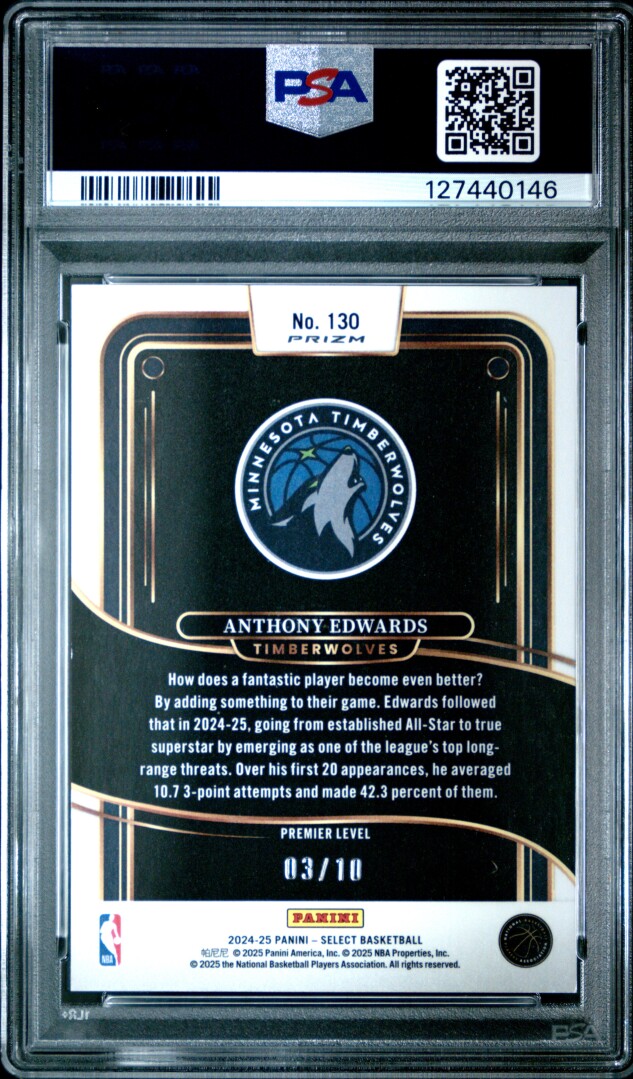 PSA
127440146
No. 130
PRIZM
MINNESOTA TIMBERWOLVES
ANTHONY EDWARDS
TIMBERWOLVES
How does a fantastic player become even better?
By adding something to their game. Edwards followed
that in 2024-25, going from established All-Star to true
superstar by emerging as one of the league's top long-
range threats. Over his first 20 appearances, he averaged
10.7 3-point attempts and made 42.3 percent of them.
PREMIER LEVEL
03/10
PANINI
2024-25 PANINI – SELECT BASKETBALL
帕尼尼 © 2025 Panini America, Inc. © 2025 NBA Properties, Inc.
© 2025 the National Basketball Players Association. All rights reserved.
NBA
PSA